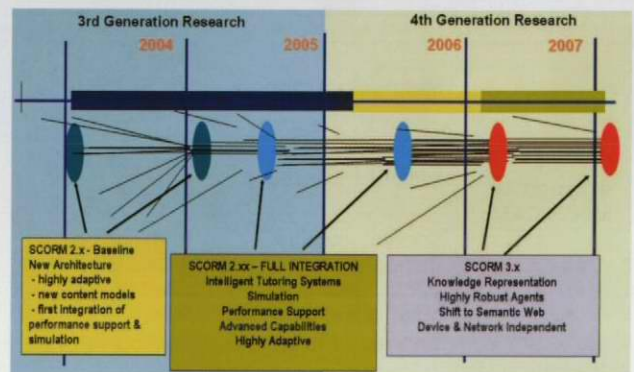 3rd Generation Research
4th Generation Research
2004
2005
2006
2007
SCORM 2.x - Baseline
New Architecture
- highly adaptive
- new content models
- first integration of
performance support &
simulation
SCORM 2.xx – FULL INTEGRATION
Intelligent Tutoring Systems
Simulation
Performance Support
Advanced Capabilities
Highly Adaptive
SCORM 3.x
Knowledge Representation
Highly Robust Agents
Shift to Semantic Web
Device & Network Independent